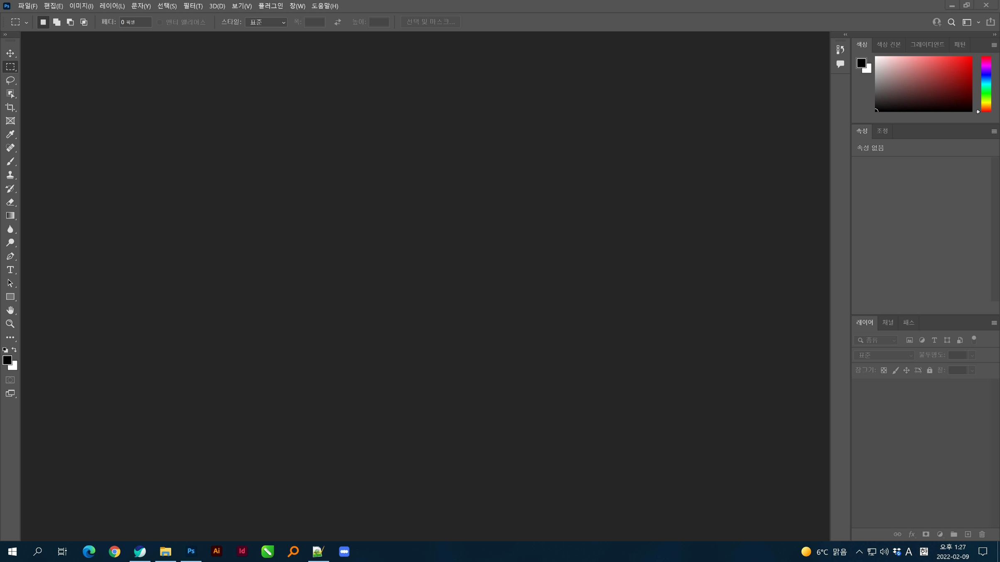 Ps 파일(F) 편집(E) 이미지(I) 레이어(L) 문자(Y) 선택(S) 필터(T) 3D(D) 보기(V) 플러그인 창(W) 도움말(H)
페더: 0 픽셀 앤티 앨리어스 스타일: 표준 폭: 높이: 선택 및 마스크...
색상 색상 견본 그레이디언트 패턴
속성 조정
속성 없음
레이어 채널 패스
종류
표준 불투명도:
잠그기: 칠:
fx
Ps Ai Id
6°C 맑음 A 한
오후 1:27
2022-02-09